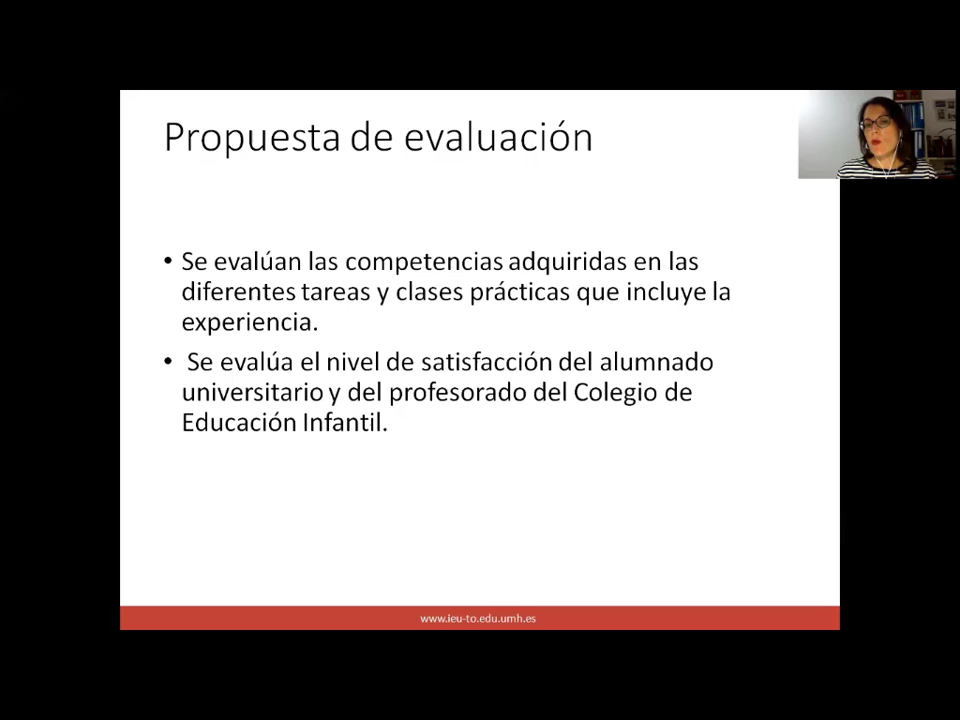 Propuesta de evaluación
• Se evalúan las competencias adquiridas en las
diferentes tareas y clases prácticas que incluye la
experiencia.
• Se evalúa el nivel de satisfacción del alumnado
universitario y del profesorado del Colegio de
Educación Infantil.
www.ieu-to.edu.umh.es